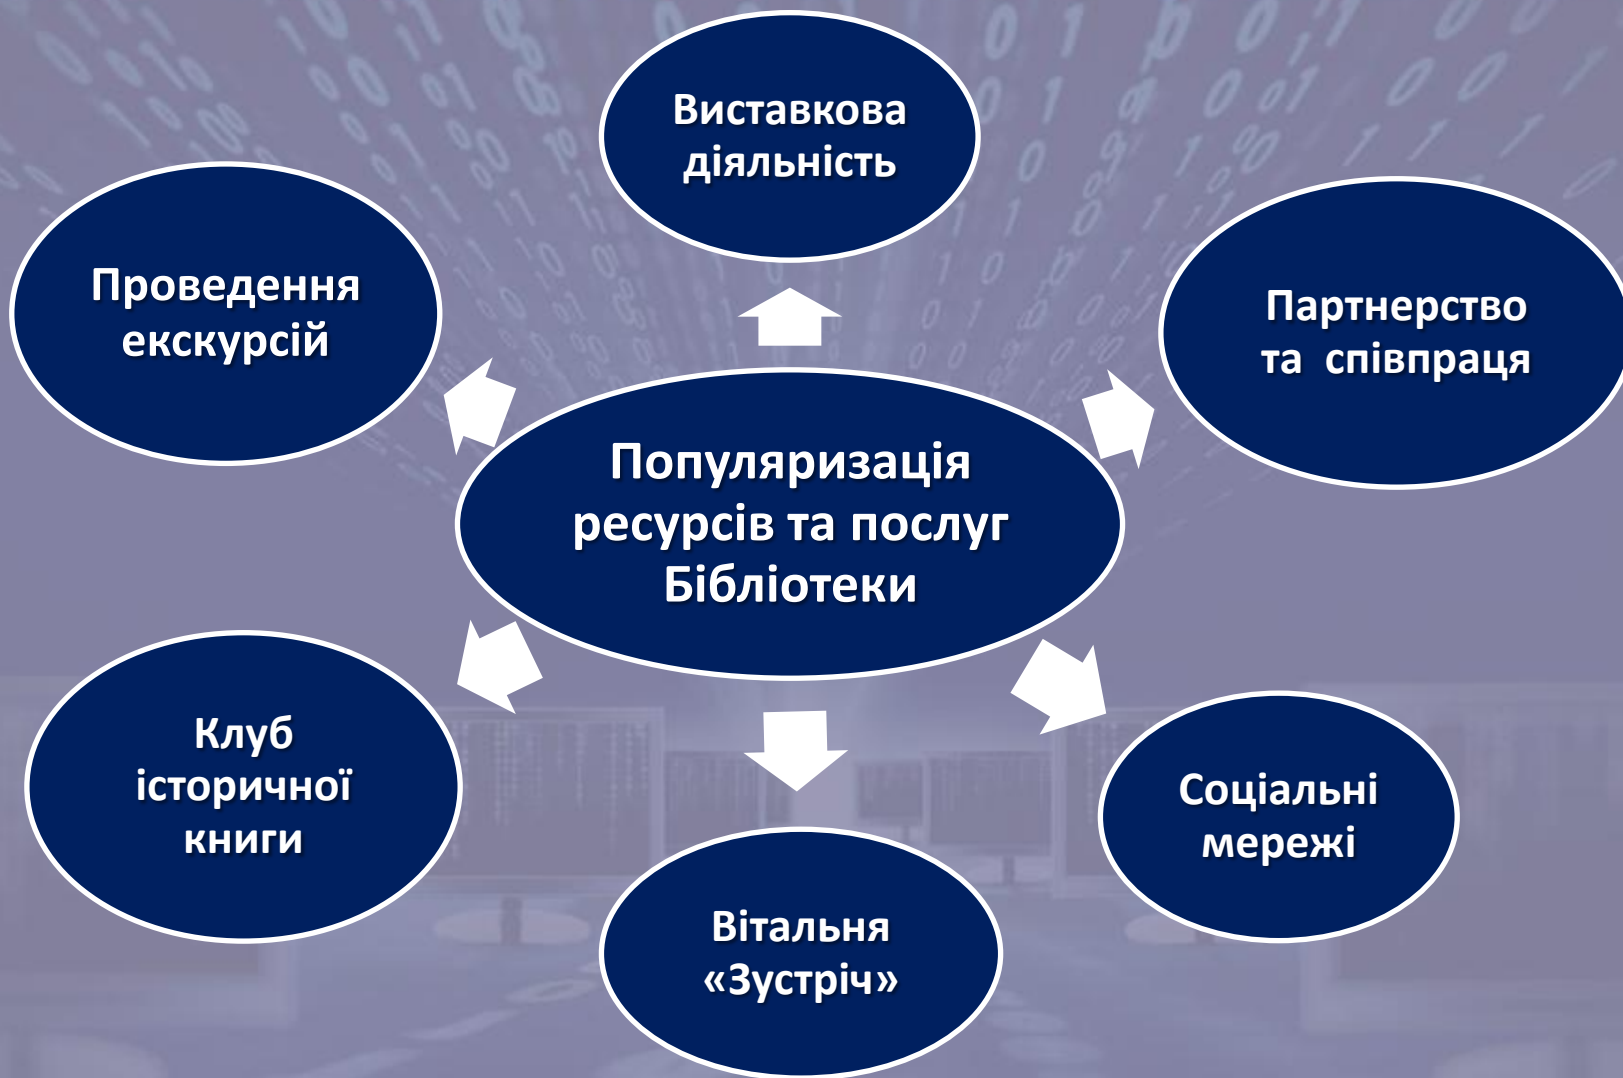 Виставкова
діяльність
Проведення
екскурсій
Партнерство
та співпраця
Популяризація
ресурсів та послуг
Бібліотеки
Клуб
історичної
книги
Соціальні
мережі
Вітальня
«Зустріч»